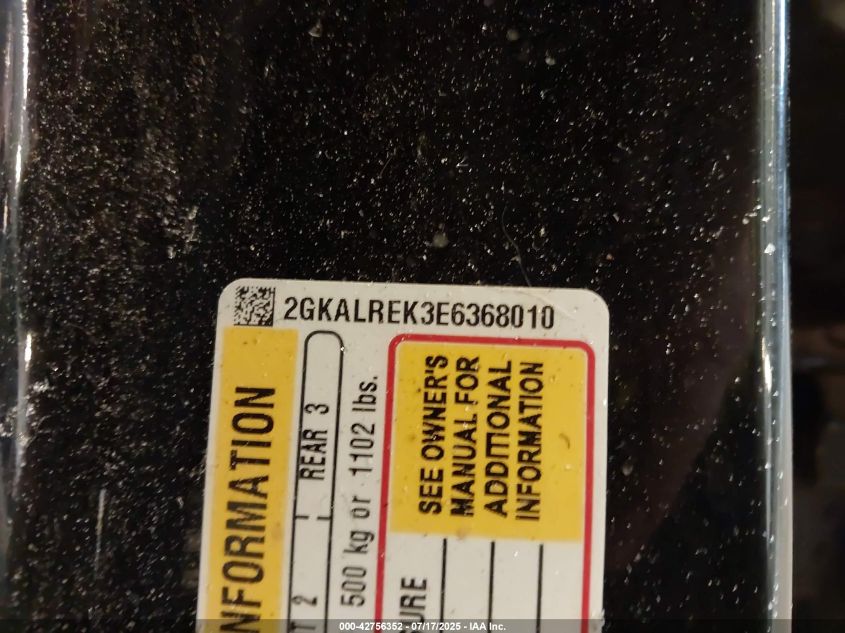 2GKALREK3E6368010
NFORMATION
T 2
REAR 3
500 kg or 1102 lbs.
URE
SEE OWNER'S
MANUAL FOR
ADDITIONAL
INFORMATION
000-42756352 - 07/17/2025 - IAA Inc.